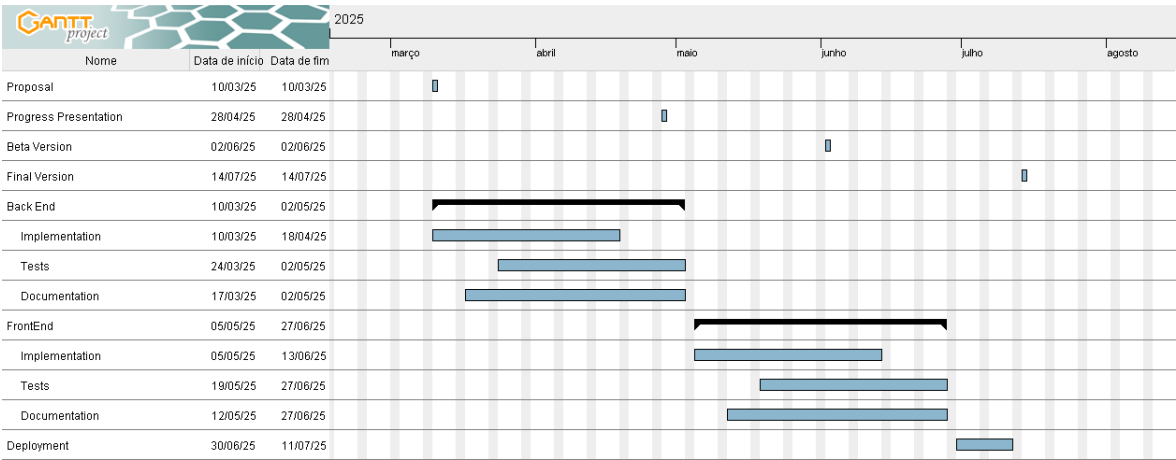 GANTT
project
2025
março abril maio junho julho agosto
Nome Data de início Data de fim
Proposal 10/03/25 10/03/25
Progress Presentation 28/04/25 28/04/25
Beta Version 02/06/25 02/06/25
Final Version 14/07/25 14/07/25
Back End 10/03/25 02/05/25
Implementation 10/03/25 18/04/25
Tests 24/03/25 02/05/25
Documentation 17/03/25 02/05/25
FrontEnd 05/05/25 27/06/25
Implementation 05/05/25 13/06/25
Tests 19/05/25 27/06/25
Documentation 12/05/25 27/06/25
Deployment 30/06/25 11/07/25